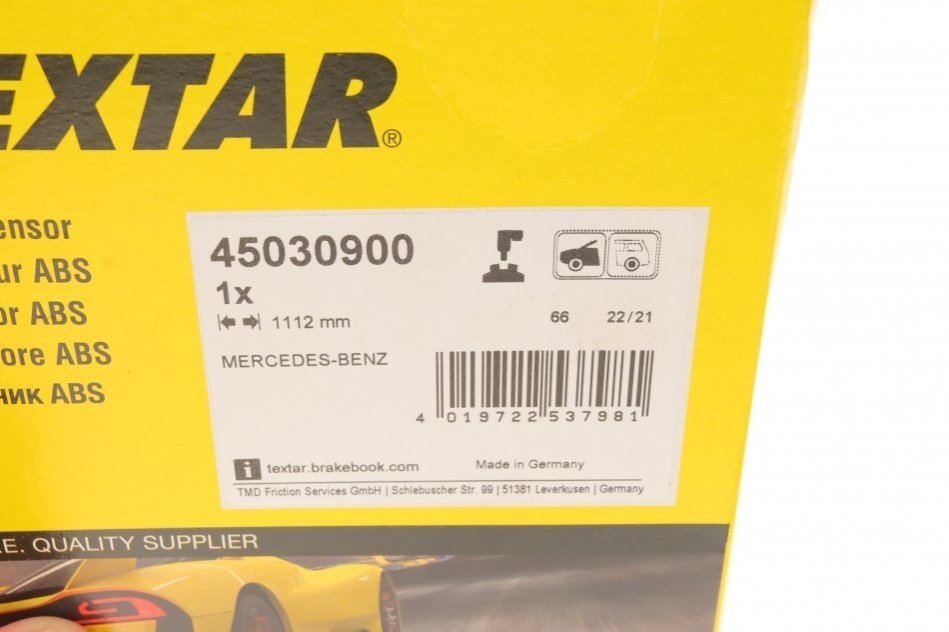 EXTAR®
ensor
ur ABS
or ABS
ore ABS
ник ABS
45030900
1x
1112 mm
66 22/21
MERCEDES-BENZ
4 019722 537981
i textar.brakebook.com Made in Germany
TMD Friction Services GmbH | Schlebuscher Str. 99 | 51381 Leverkusen | Germany
.E. QUALITY SUPPLIER